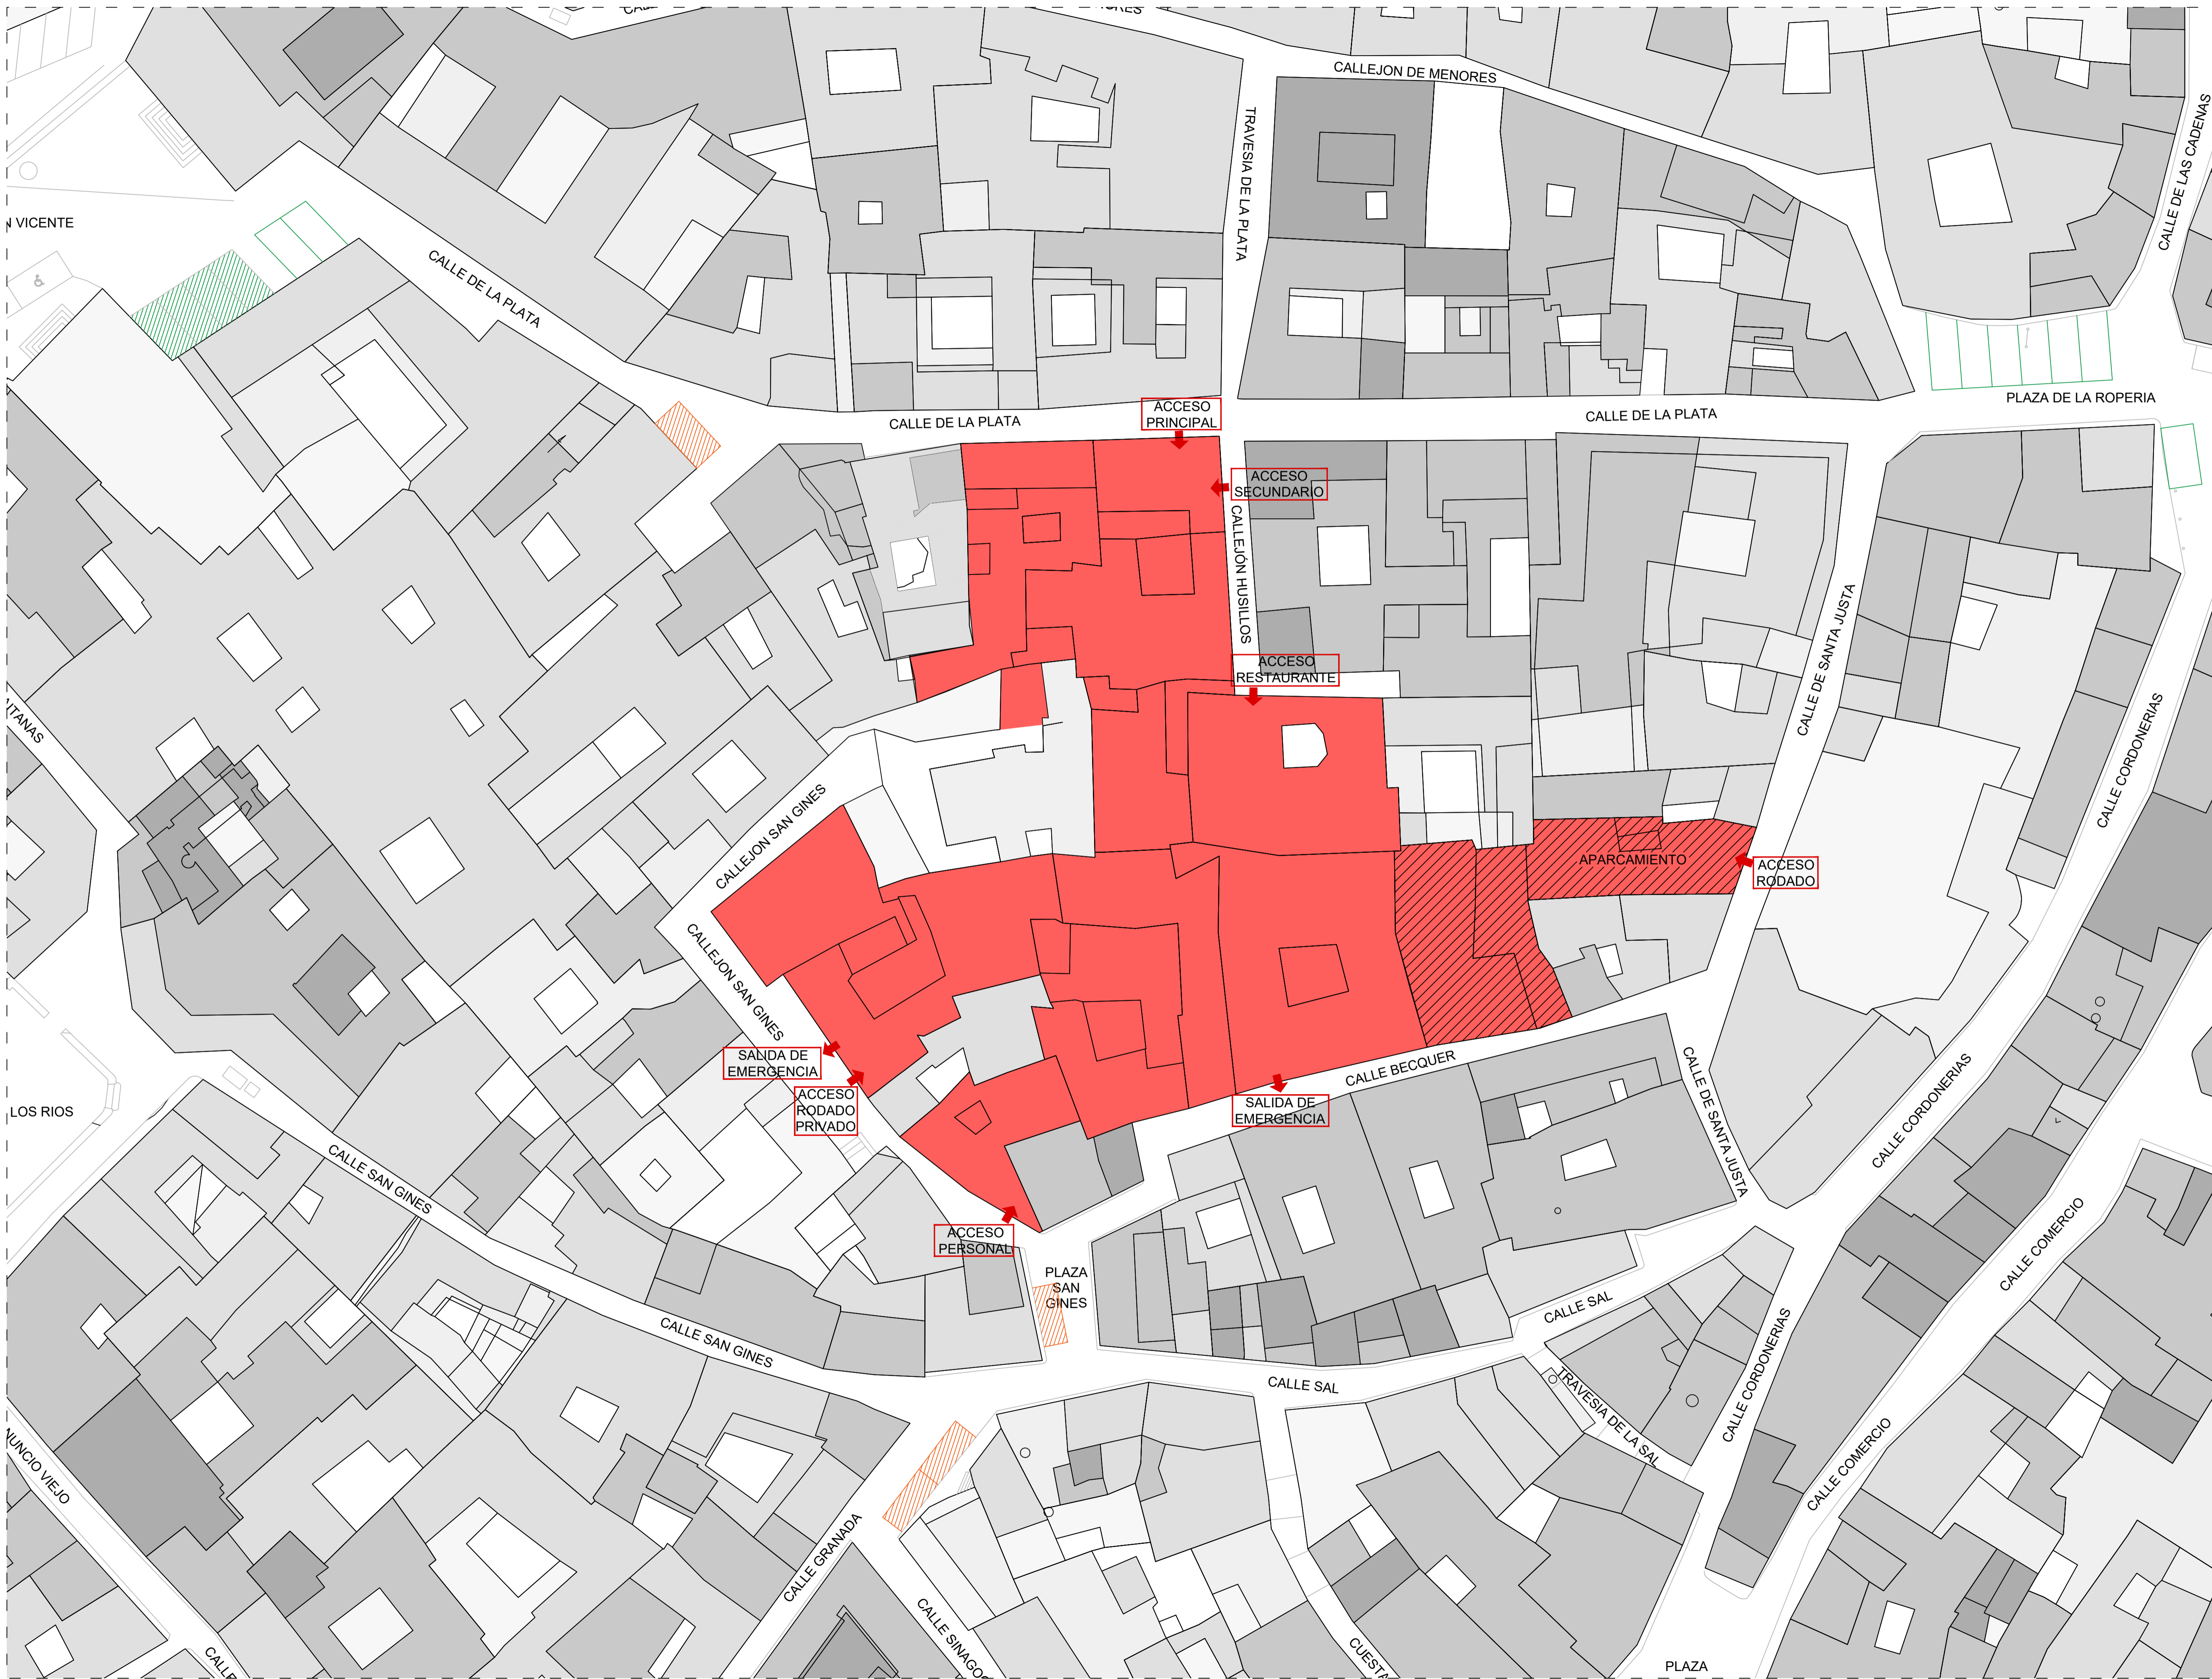 CALLEJON DE MENORES
TRAVESIA DE LA PLATA
CALLE DE LAS CADENAS
VICENTE
CALLE DE LA PLATA
PLAZA DE LA ROPERIA
ACCESO
PRINCIPAL
CALLE DE LA PLATA
CALLE DE LA PLATA
ACCESO
SECUNDARIO
CALLEJÓN HUSILLOS
ACCESO
RESTAURANTE
CALLE DE SANTA JUSTA
CALLE CORDONERIAS
CALLEJON SAN GINES
APARCAMIENTO
ACCESO
RODADO
CALLEJON SAN GINES
SALIDA DE
EMERGENCIA
ACCESO
RODADO
PRIVADO
CALLE BECQUER
SALIDA DE
EMERGENCIA
CALLE DE SANTA JUSTA
CALLE CORDONERIAS
LOS RIOS
CALLE SAN GINES
ACCESO
PERSONAL
PLAZA
SAN
GINES
CALLE COMERCIO
CALLE SAL
CALLE SAN GINES
CALLE CORDONERIAS
CALLE SAL
TRAVESIA DE LA SAL
CALLE COMERCIO
NUNCIO VIEJO
CALLE GRANADA
CALLE SINAGOG
CUESTA
CALLE
PLAZA